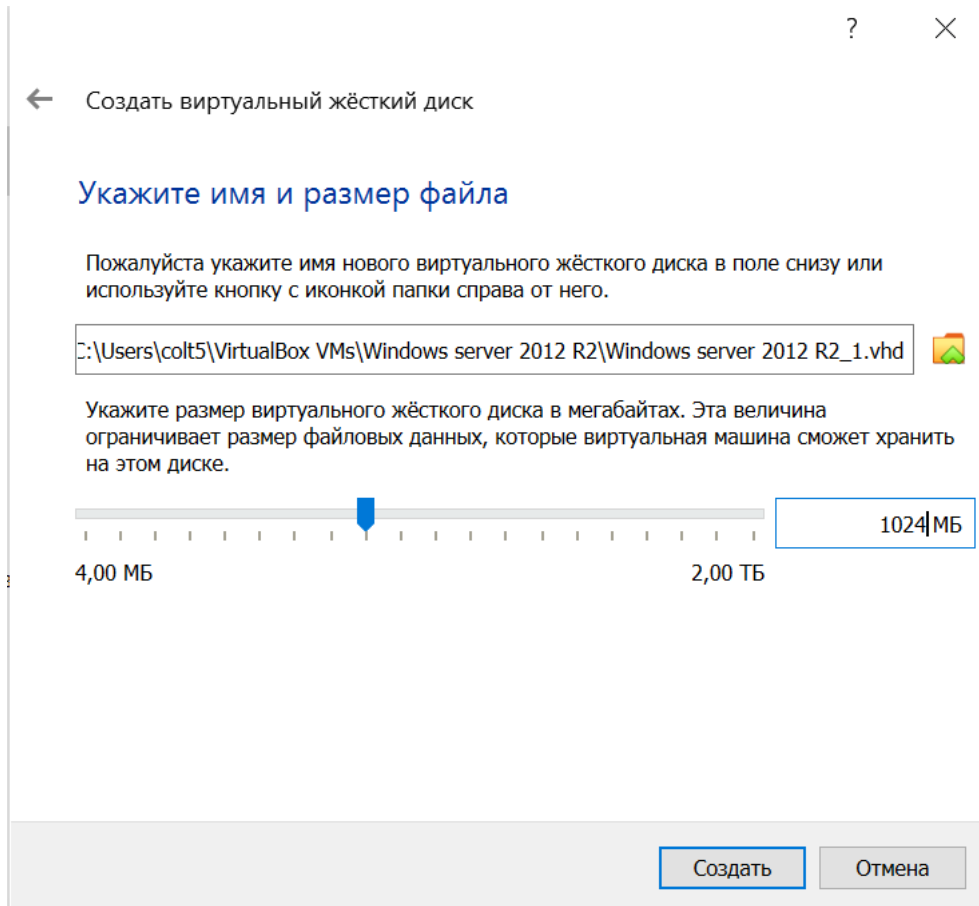 ?
Создать виртуальный жёсткий диск
Укажите имя и размер файла
Пожалуйста укажите имя нового виртуального жёсткого диска в поле снизу или
используйте кнопку с иконкой папки справа от него.
C:\Users\colt5\VirtualBox VMs\Windows server 2012 R2\Windows server 2012 R2_1.vhd
Укажите размер виртуального жёсткого диска в мегабайтах. Эта величина
ограничивает размер файловых данных, которые виртуальная машина сможет хранить
на этом диске.
1024 МБ
4,00 МБ 2,00 ТБ
Создать Отмена